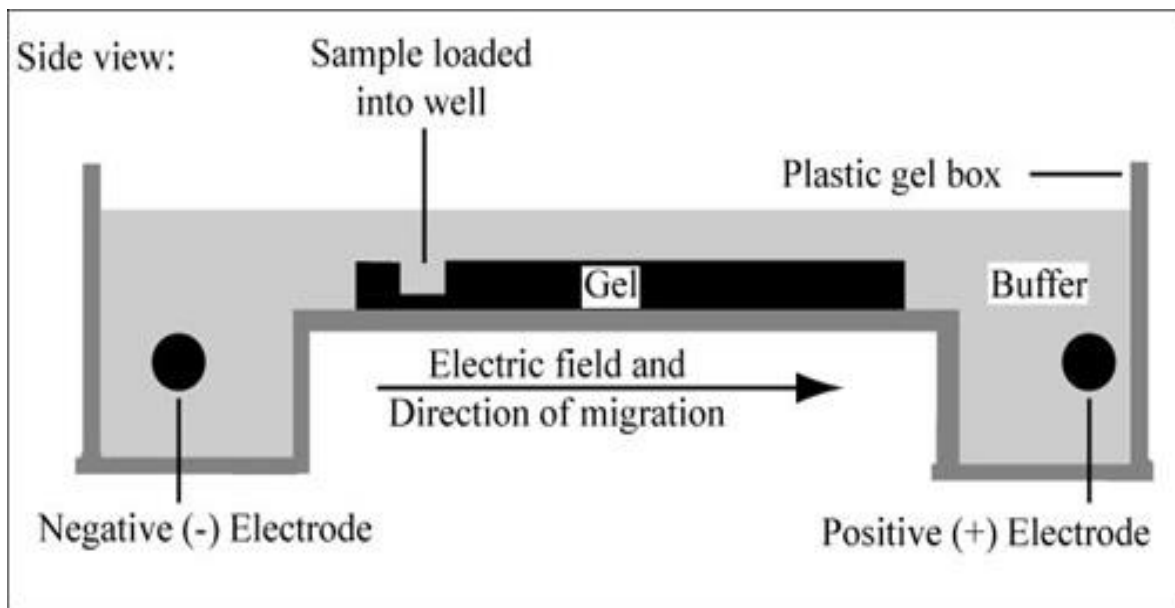 Side view:
Sample loaded
into well
Plastic gel box
Gel
Buffer
Electric field and
Direction of migration
Negative (-) Electrode
Positive (+) Electrode